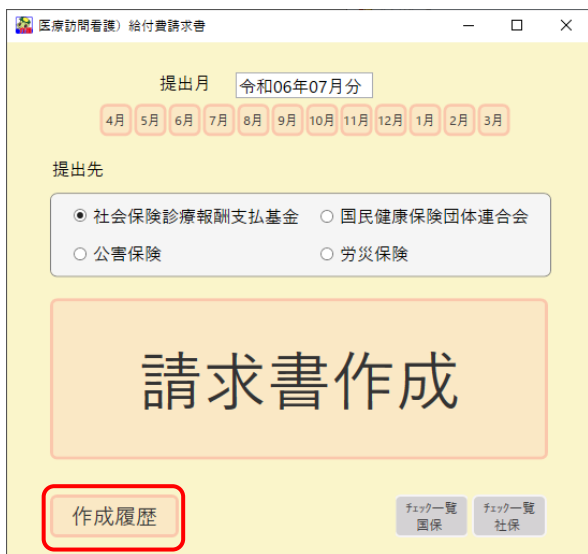 医療訪問看護）給付費請求書
提出月 令和06年07月分
4月 5月 6月 7月 8月 9月 10月 11月 12月 1月 2月 3月
提出先
社会保険診療報酬支払基金 国民健康保険団体連合会
公害保険 労災保険
請求書作成
作成履歴
ﾁｪｯｸ一覧 ﾁｪｯｸ一覧
国保 社保